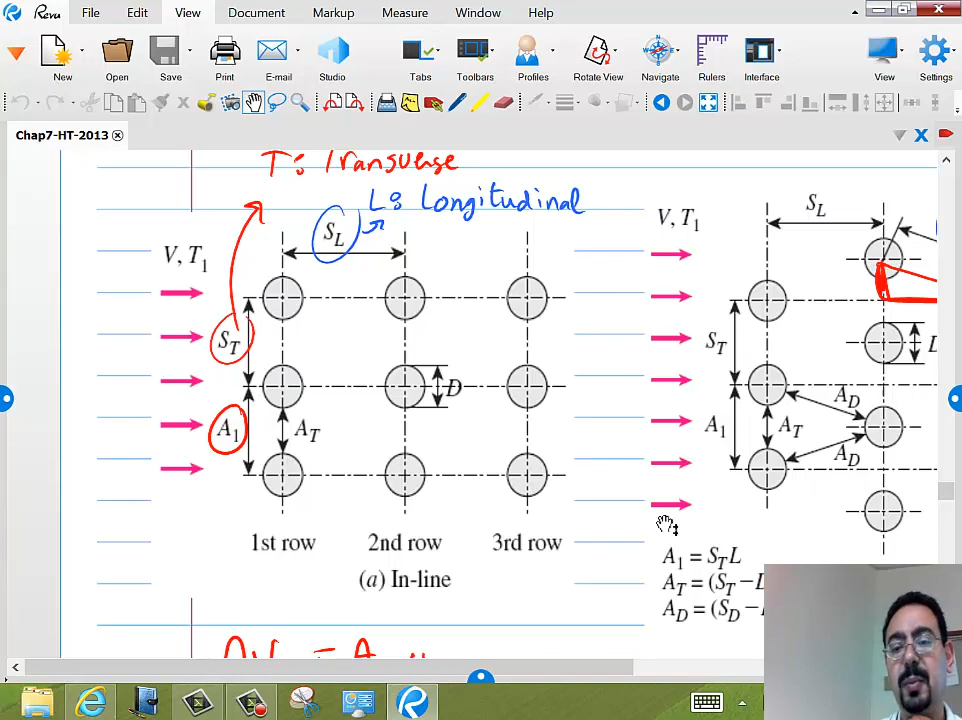 Revu File Edit View Document Markup Measure Window Help
New Open Save Print E-mail Studio Tabs Toolbars Profiles Rotate View Navigate Rulers Interface View Settings
Chap7-HT-2013
T: Transverse
L: Longitudinal
S_L
S_L
V, T_1
V, T_1
S_T
S_T
D
D
A_1
A_T
A_1
A_T
A_D
A_D
1st row 2nd row 3rd row
(a) In-line
A_1 = S_T L
A_T = (S_T –
A_D = (S_D –